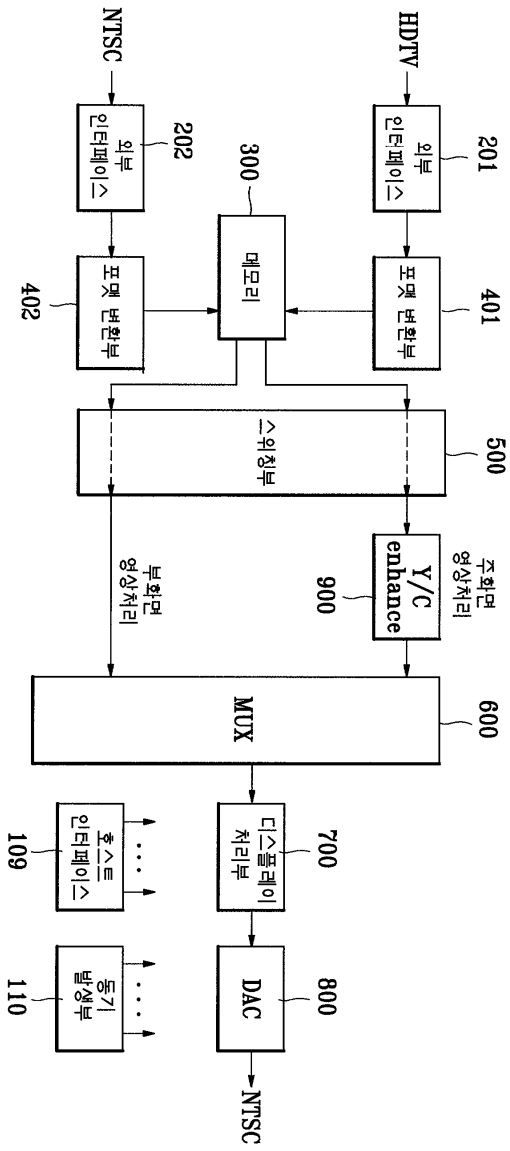 HDTV
201
외부
인터페이스
401
포맷 변환부
NTSC
202
외부
인터페이스
402
포맷 변환부
300
메모리
500
스위칭부
주화면
영상처리
Y/C
enhance
900
부화면
영상처리
600
MUX
700
디스플레이
처리부
800
DAC
NTSC
호스트
인터페이스
109
동기
발생부
110